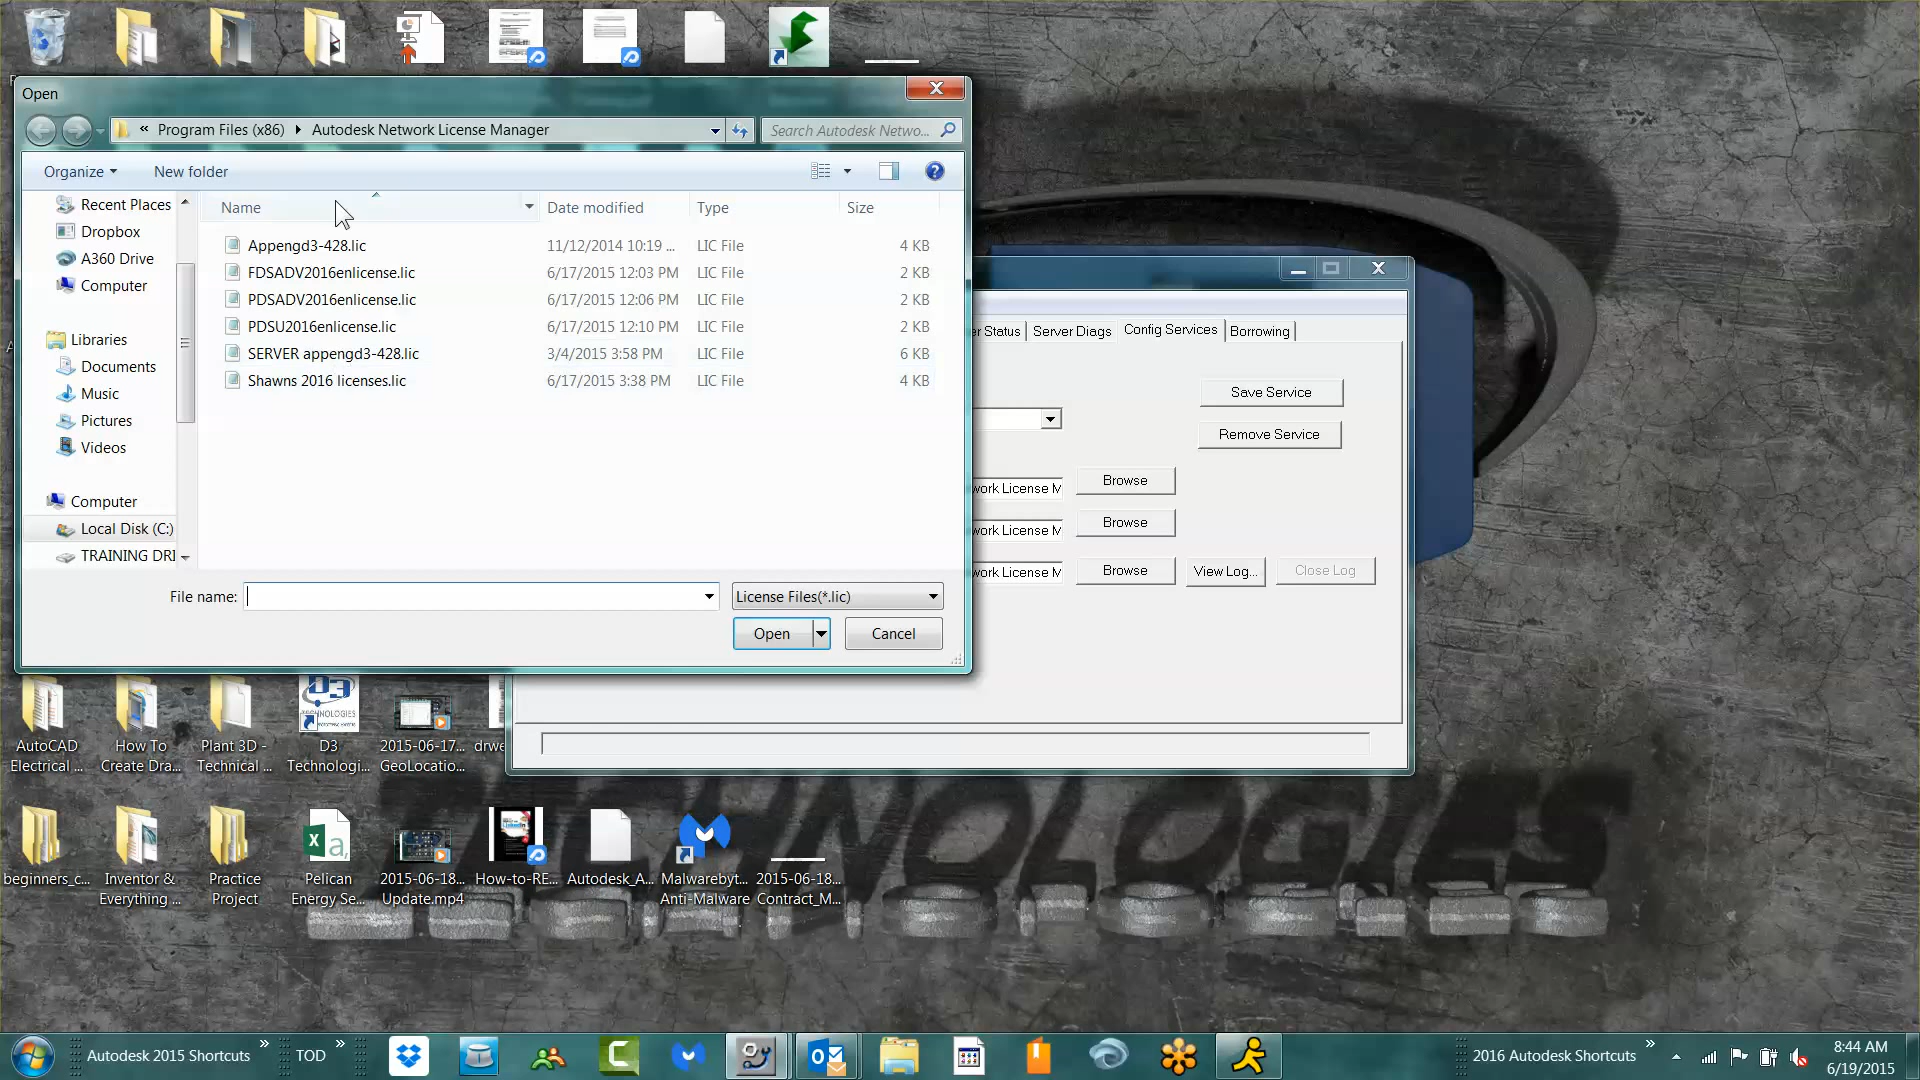 Open
« Program Files (x86) Autodesk Network License Manager
Search Autodesk Netwo...
Organize
New folder
Recent Places
Dropbox
A360 Drive
Computer
Libraries
Documents
Music
Pictures
Videos
Computer
Local Disk (C:)
TRAINING DRI
Name Date modified Type Size
Appengd3-428.lic 11/12/2014 10:19 ... LIC File 4 KB
FDSADV2016enlicense.lic 6/17/2015 12:03 PM LIC File 2 KB
PDSADV2016enlicense.lic 6/17/2015 12:06 PM LIC File 2 KB
PDSU2016enlicense.lic 6/17/2015 12:10 PM LIC File 2 KB
SERVER appengd3-428.lic 3/4/2015 3:58 PM LIC File 6 KB
Shawns 2016 licenses.lic 6/17/2015 3:38 PM LIC File 4 KB
File name:
License Files(*.lic)
Open
Cancel
er Status Server Diags Config Services Borrowing
Save Service
Remove Service
work License M Browse
work License M Browse
work License M Browse View Log... Close Log
AutoCAD
Electrical ...
How To
Create Dra...
Plant 3D -
Technical ...
D3
TECHNOLOGIES
D3
Technologi...
2015-06-17...
GeoLocatio...
drwe
beginners_c...
Inventor &
Everything ...
Practice
Project
Pelican
Energy Se...
2015-06-18...
Update.mp4
How-to-RE...
Autodesk_A...
Malwarebyt...
Anti-Malware
2015-06-18...
Contract_M...
TECHNOLOGIES
Autodesk 2015 Shortcuts »
TOD »
2016 Autodesk Shortcuts »
8:44 AM
6/19/2015